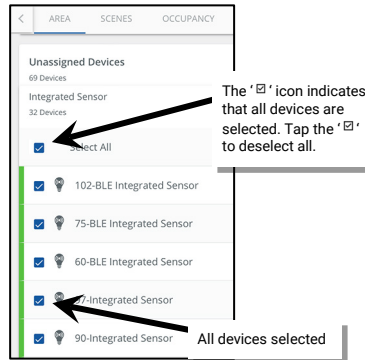 < AREA SCENES OCCUPANCY
Unassigned Devices
69 Devices
Integrated Sensor
32 Devices
Select All
102-BLE Integrated Sensor
75-BLE Integrated Sensor
60-BLE Integrated Sensor
97-Integrated Sensor
90-Integrated Sensor
The ‘☑’ icon indicates
that all devices are
selected. Tap the ‘☑‘
to deselect all.
All devices selected